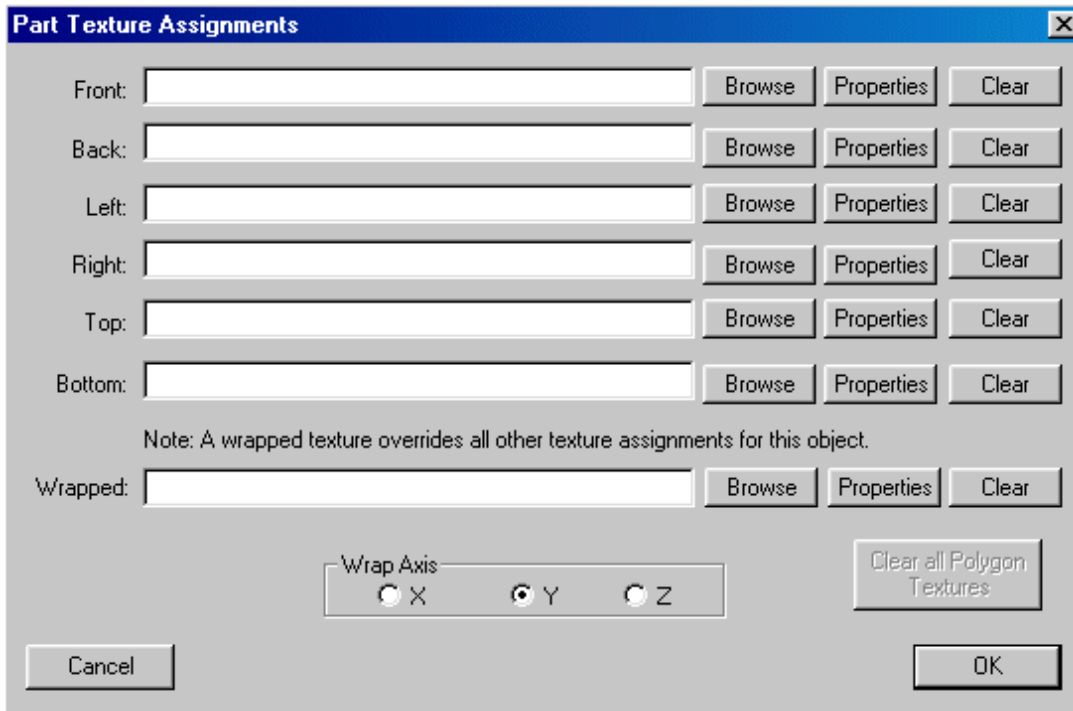 Part Texture Assignments
Front: Browse Properties Clear
Back: Browse Properties Clear
Left: Browse Properties Clear
Right: Browse Properties Clear
Top: Browse Properties Clear
Bottom: Browse Properties Clear
Note: A wrapped texture overrides all other texture assignments for this object.
Wrapped: Browse Properties Clear
Wrap Axis
X Y Z
Clear all Polygon
Textures
Cancel OK